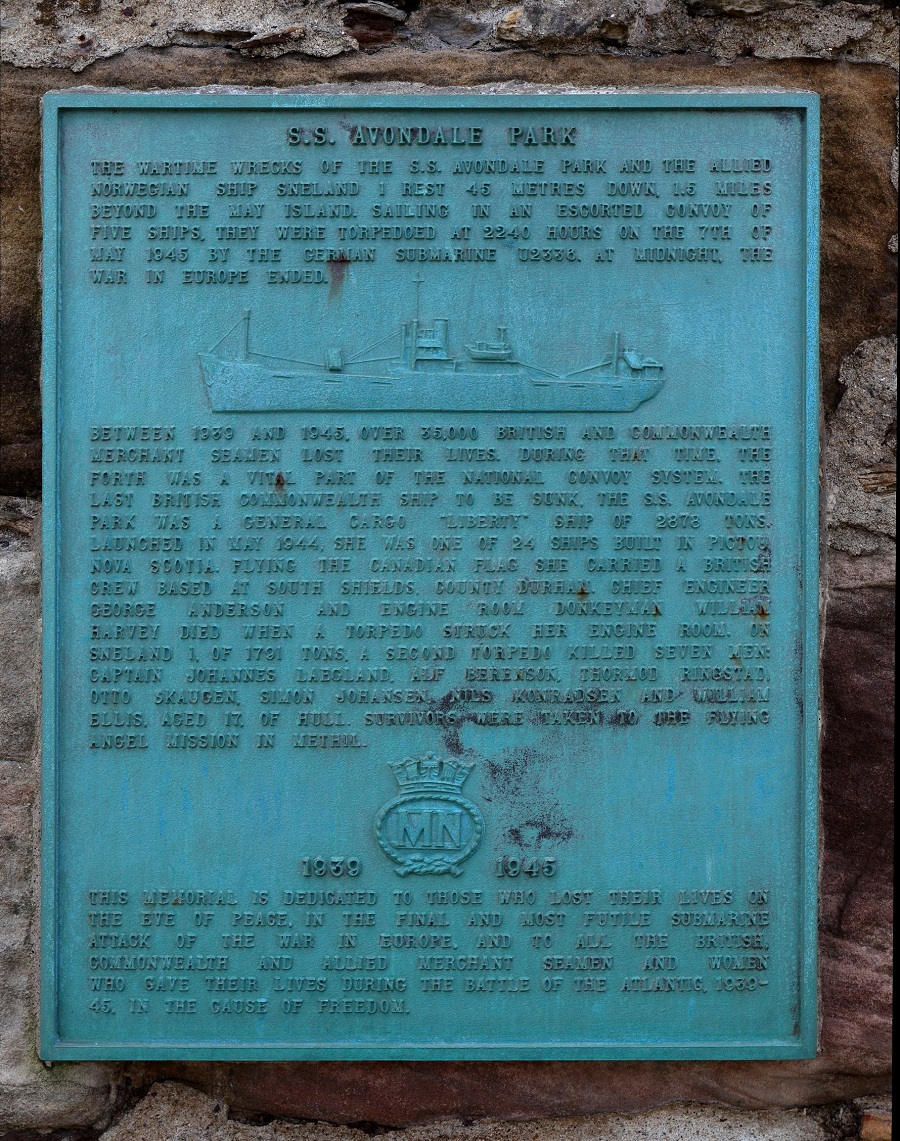 S.S. AVONDALE PARK
THE WARTIME WRECKS OF THE S.S. AVONDALE PARK AND THE ALLIED
NORWEGIAN SHIP SNELAND 1 REST 45 METRES DOWN, 1.5 MILES
BEYOND THE MAY ISLAND. SAILING IN AN ESCORTED CONVOY OF
FIVE SHIPS, THEY WERE TORPEDOED AT 2240 HOURS ON THE 7TH OF
MAY 1945 BY THE GERMAN SUBMARINE U2336. AT MIDNIGHT, THE
WAR IN EUROPE ENDED.
BETWEEN 1939 AND 1945, OVER 35,000 BRITISH AND COMMONWEALTH
MERCHANT SEAMEN LOST THEIR LIVES. DURING THAT TIME, THE
FORTH WAS A VITAL PART OF THE NATIONAL CONVOY SYSTEM. THE
LAST BRITISH COMMONWEALTH SHIP TO BE SUNK, THE S.S. AVONDALE
PARK WAS A GENERAL CARGO "LIBERTY" SHIP OF 2878 TONS.
LAUNCHED IN MAY 1944, SHE WAS ONE OF 24 SHIPS BUILT IN PICTOU
NOVA SCOTIA. FLYING THE CANADIAN FLAG SHE CARRIED A BRITISH
CREW BASED AT SOUTH SHIELDS, COUNTY DURHAM. CHIEF ENGINEER
GEORGE ANDERSON AND ENGINE ROOM DONKEYMAN WILLIAM
HARVEY DIED WHEN A TORPEDO STRUCK HER ENGINE ROOM. ON
SNELAND 1, OF 1791 TONS, A SECOND TORPEDO KILLED SEVEN MEN:
CAPTAIN JOHANNES LAEGLAND, ALF BERENSON, THORMOD RINGSTAD,
OTTO SKAUGEN, SIMON JOHANSEN, NILS KONRADSEN AND WILLIAM
ELLIS, AGED 17, OF HULL. SURVIVORS WERE TAKEN TO THE FLYING
ANGEL MISSION IN METHIL.
MN
1939 1945
THIS MEMORIAL IS DEDICATED TO THOSE WHO LOST THEIR LIVES ON
THE EVE OF PEACE, IN THE FINAL AND MOST FUTILE SUBMARINE
ATTACK OF THE WAR IN EUROPE, AND TO ALL THE BRITISH,
COMMONWEALTH AND ALLIED MERCHANT SEAMEN AND WOMEN
WHO GAVE THEIR LIVES DURING THE BATTLE OF THE ATLANTIC, 1939-
45, IN THE CAUSE OF FREEDOM.